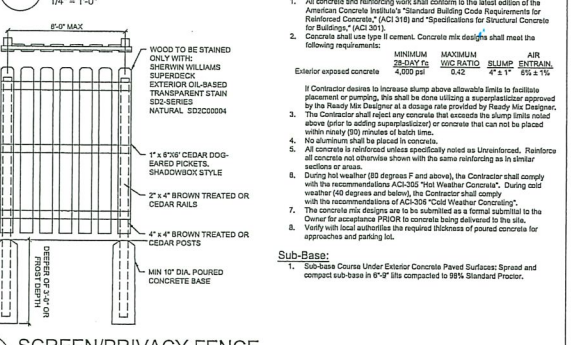 1/4" = 1'-0"
8'-0" MAX
WOOD TO BE STAINED
ONLY WITH:
SHERWIN WILLIAMS
SUPERDECK
EXTERIOR OIL-BASED
TRANSPARENT STAIN
SD2-SERIES
NATURAL SD2C00004
1" x 6"X6' CEDAR DOG-
EARED PICKETS.
SHADOWBOX STYLE
2" x 4" BROWN TREATED OR
CEDAR RAILS
4" x 4" BROWN TREATED OR
CEDAR POSTS
MIN 10" DIA. POURED
CONCRETE BASE
DEEPER OF 3'-0" OR
FROST DEPTH
SCREEN/PRIVACY FENCE
1. All concrete and reinforcing work shall conform to the latest edition of the
American Concrete Institute's "Standard Building Code Requirements for
Reinforced Concrete," (ACI 318) and "Specifications for Structural Concrete
for Buildings," (ACI 301).
2. Concrete shall use type II cement. Concrete mix designs shall meet the
following requirements:
MINIMUM MAXIMUM AIR
28-DAY f'c W/C RATIO SLUMP ENTRAIN.
Exterior exposed concrete 4,000 psi 0.42 4" ± 1" 6% ± 1%
If Contractor desires to increase slump above allowable limits to facilitate
placement or pumping, this shall be done utilizing a superplasticizer approved
by the Ready Mix Designer at a dosage rate provided by Ready Mix Designer.
3. The Contractor shall reject any concrete that exceeds the slump limits noted
above (prior to adding superplasticizer) or concrete that can not be placed
within ninety (90) minutes of batch time.
4. No aluminum shall be placed in concrete.
5. All concrete is reinforced unless specifically noted as Unreinforced. Reinforce
all concrete not otherwise shown with the same reinforcing as in similar
sections or areas.
6. During hot weather (80 degrees F and above), the Contractor shall comply
with the recommendations ACI-305 "Hot Weather Concrete". During cold
weather (40 degrees and below), the Contractor shall comply
with the recommendations of ACI-306 "Cold Weather Concreting".
7. The concrete mix designs are to be submitted as a formal submittal to the
Owner for acceptance PRIOR to concrete being delivered to the site.
8. Verify with local authorities the required thickness of poured concrete for
approaches and parking lot.
Sub-Base:
1. Sub-base Course Under Exterior Concrete Paved Surfaces: Spread and
compact sub-base in 6"-9" lifts compacted to 98% Standard Proctor.